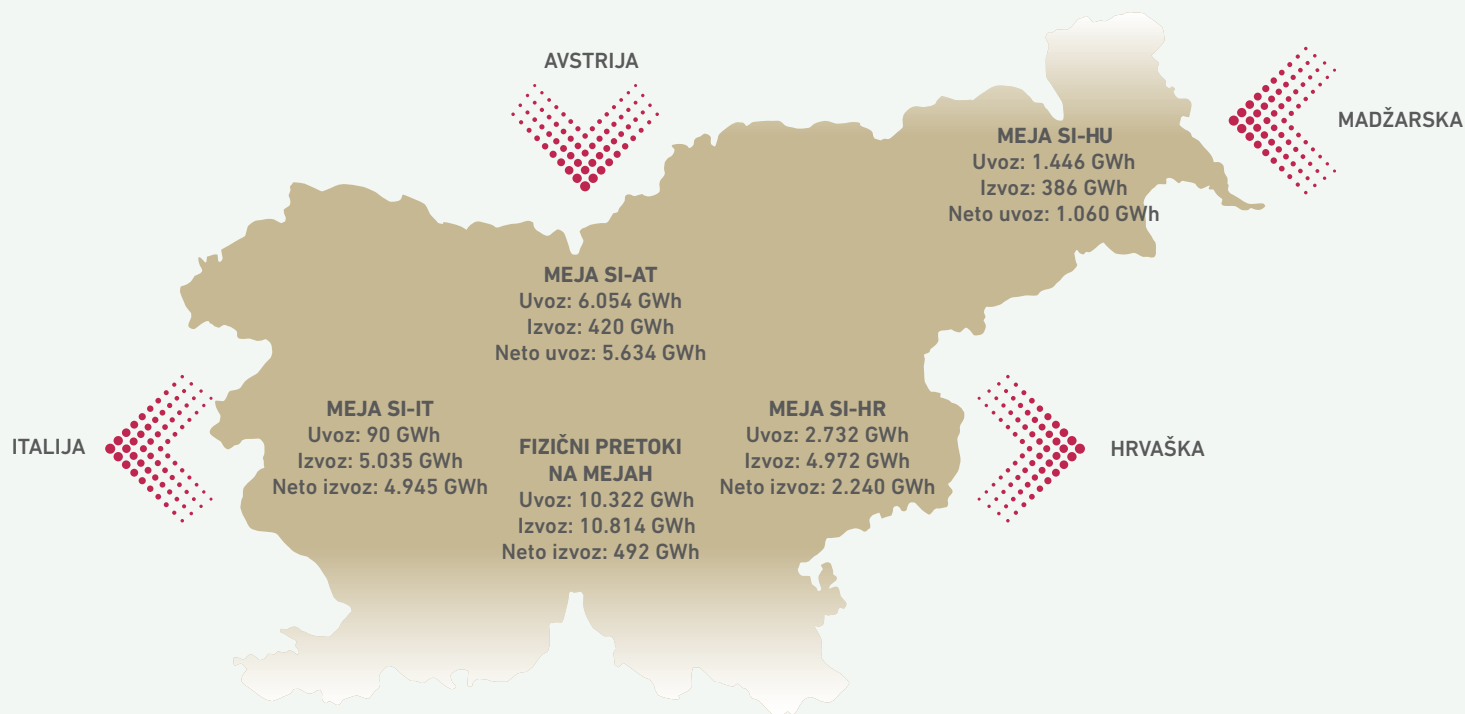 AVSTRIJA
MADŽARSKA
MEJA SI-HU
Uvoz: 1.446 GWh
Izvoz: 386 GWh
Neto uvoz: 1.060 GWh
MEJA SI-AT
Uvoz: 6.054 GWh
Izvoz: 420 GWh
Neto uvoz: 5.634 GWh
ITALIJA
MEJA SI-IT
Uvoz: 90 GWh
Izvoz: 5.035 GWh
Neto izvoz: 4.945 GWh
FIZIČNI PRETOKI
NA MEJAH
Uvoz: 10.322 GWh
Izvoz: 10.814 GWh
Neto izvoz: 492 GWh
MEJA SI-HR
Uvoz: 2.732 GWh
Izvoz: 4.972 GWh
Neto izvoz: 2.240 GWh
HRVAŠKA